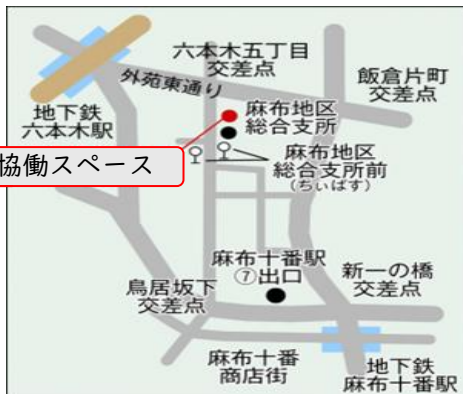 六本木五丁目
交差点
外苑東通り
飯倉片町
交差点
地下鉄
六本木駅
麻布地区
総合支所
協働スペース
麻布地区
総合支所前
(ちぃばす)
麻布十番駅
⑦出口
鳥居坂下
交差点
新一の橋
交差点
麻布十番
商店街
地下鉄
麻布十番駅